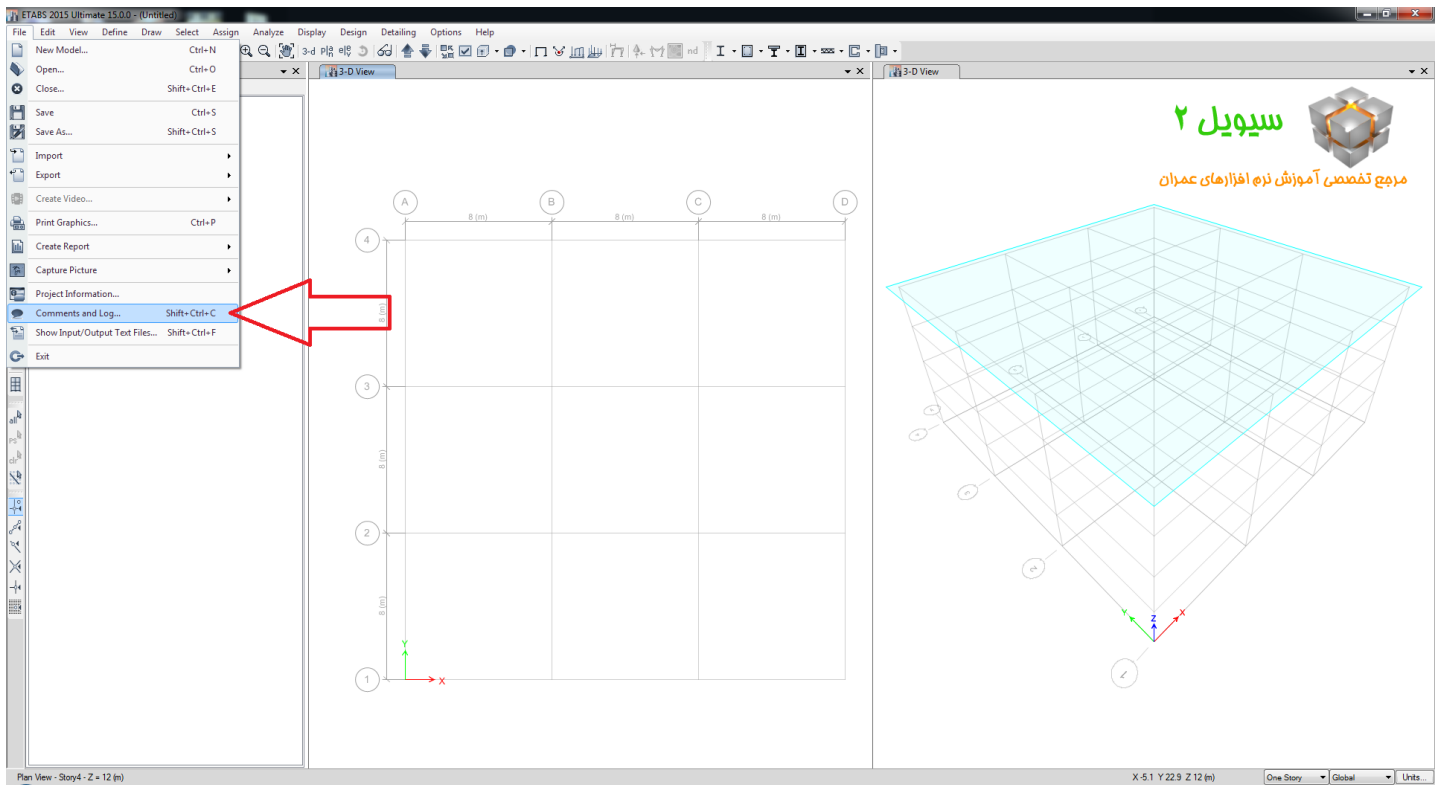 ETABS 2015 Ultimate 15.0.0 - (Untitled)
File Edit View Define Draw Select Assign Analyze Display Design Detailing Options Help
New Model... Ctrl+N
Open... Ctrl+O
Close... Shift+Ctrl+E
Save Ctrl+S
Save As... Shift+Ctrl+S
Import
Export
Create Video...
Print Graphics... Ctrl+P
Create Report
Capture Picture
Project Information...
Comments and Log... Shift+Ctrl+C
Show Input/Output Text Files... Shift+Ctrl+F
Exit
3-d nd
all
ps
clr
3-D View
A B C D
8 (m) 8 (m) 8 (m)
4
8 (m)
3
8 (m)
2
8 (m)
1
Y
X
3-D View
سیویل ۲
مرجع تخصصی آموزش نرم افزارهای عمران
Y Z X
Plan View - Story4 - Z = 12 (m)
X -5.1 Y 22.9 Z 12 (m)
One Story Global Units...